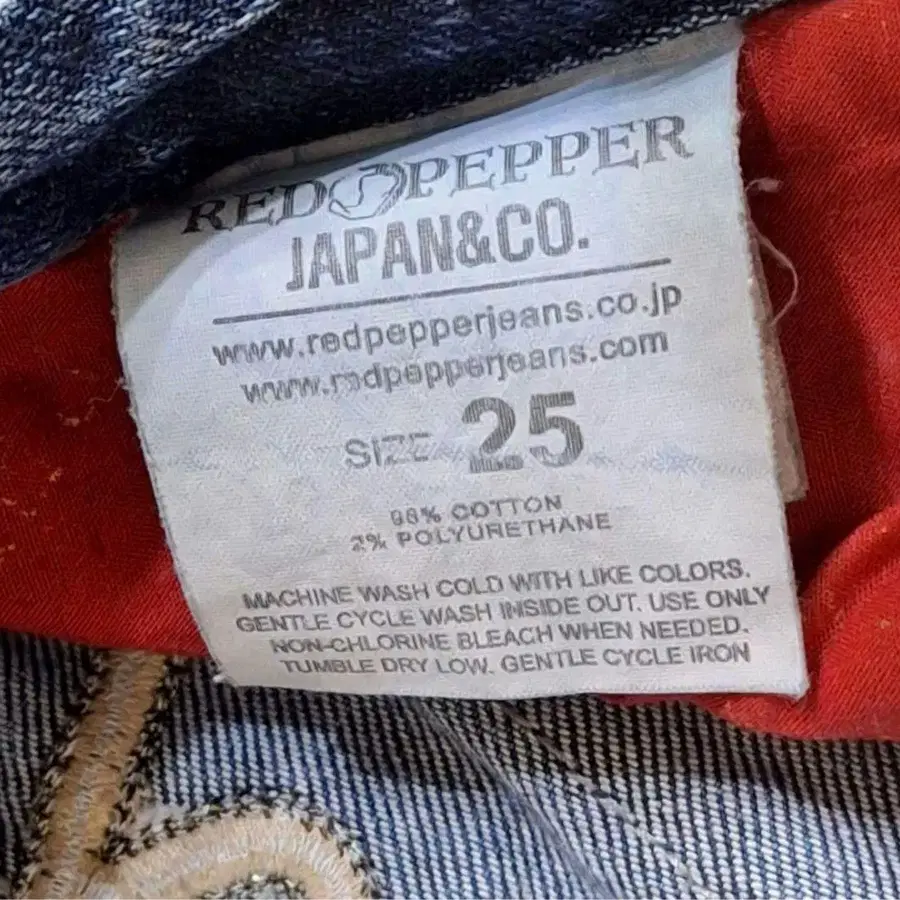 RED PEPPER
JAPAN&CO.
www.redpepperjeans.co.jp
www.redpepperjeans.com
SIZE 25
98% COTTON
2% POLYURETHANE
MACHINE WASH COLD WITH LIKE COLORS.
GENTLE CYCLE WASH INSIDE OUT. USE ONLY
NON-CHLORINE BLEACH WHEN NEEDED.
TUMBLE DRY LOW. GENTLE CYCLE IRON